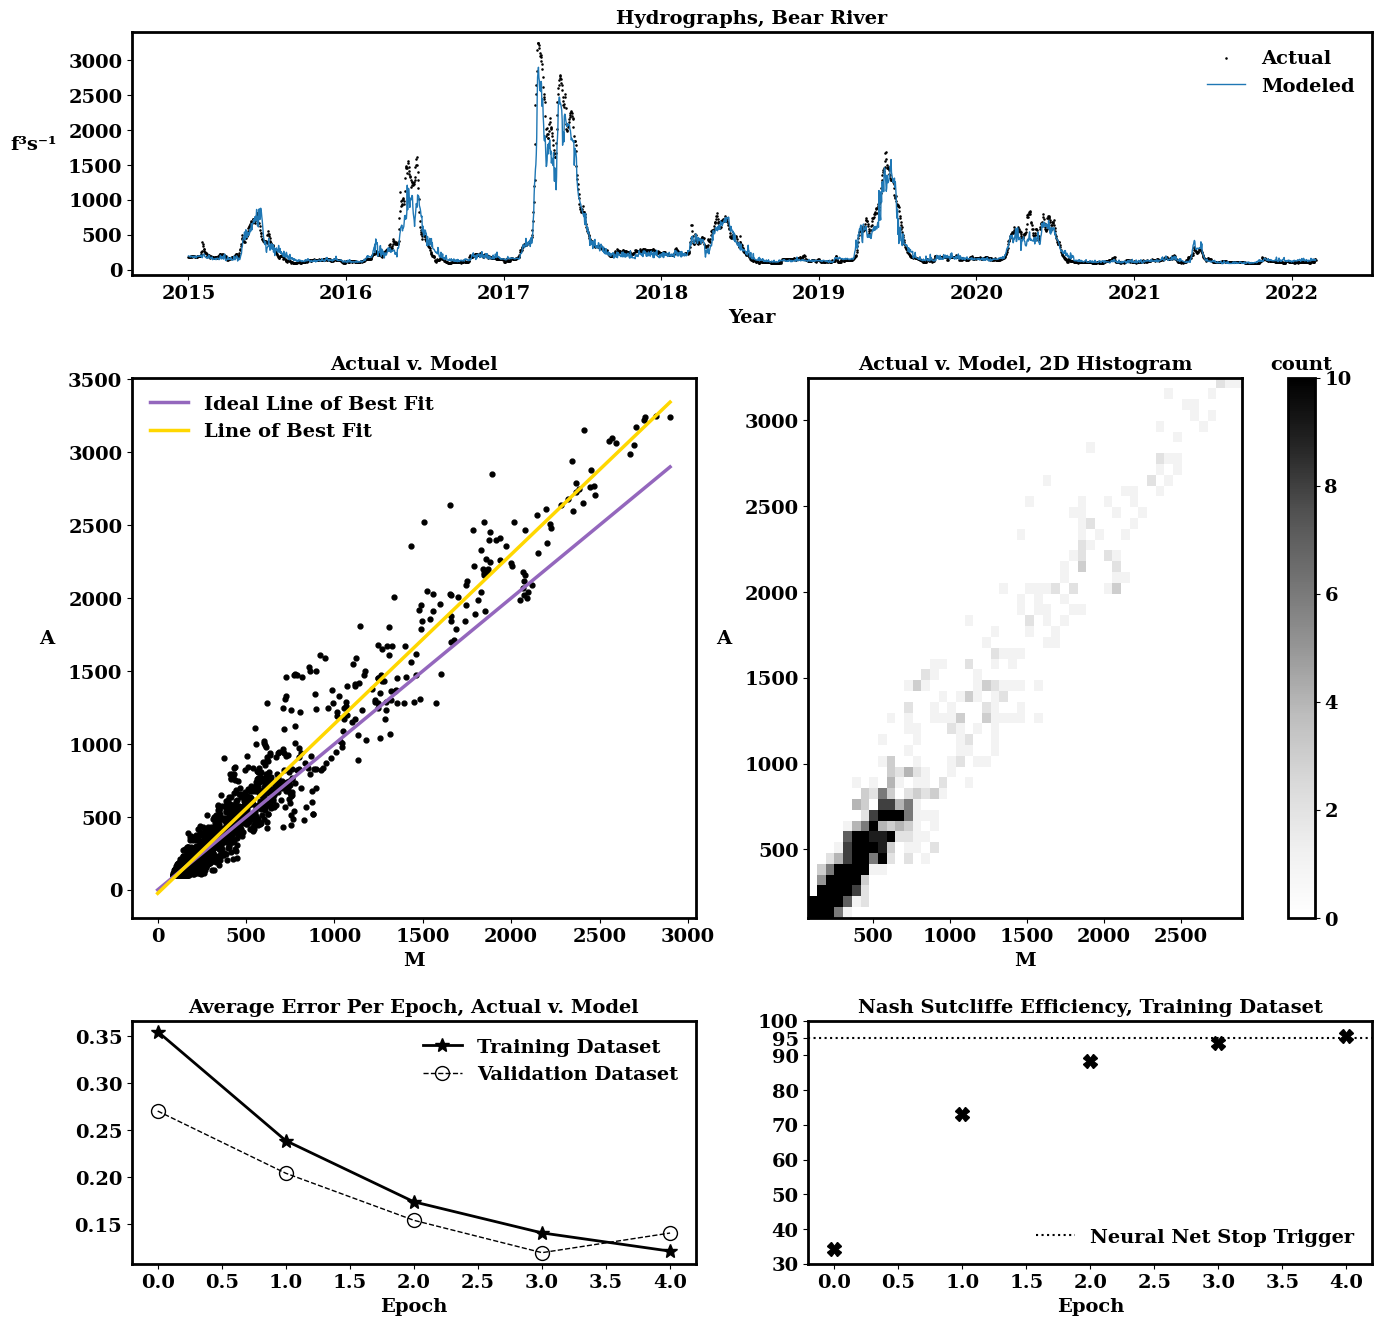 Hydrographs, Bear River
3000
2500
2000
1500
1000
500
0
f³s⁻¹
Actual
Modeled
2015 2016 2017 2018 2019 2020 2021 2022
Year
Actual v. Model
3500
3000
2500
2000
1500
1000
500
0
A
Ideal Line of Best Fit
Line of Best Fit
0 500 1000 1500 2000 2500 3000
M
Actual v. Model, 2D Histogram
3000
2500
2000
1500
1000
500
A
500 1000 1500 2000 2500
M
count
10
8
6
4
2
0
Average Error Per Epoch, Actual v. Model
0.35
0.30
0.25
0.20
0.15
Training Dataset
Validation Dataset
0.0 0.5 1.0 1.5 2.0 2.5 3.0 3.5 4.0
Epoch
Nash Sutcliffe Efficiency, Training Dataset
100
95
90
80
70
60
50
40
30
Neural Net Stop Trigger
0.0 0.5 1.0 1.5 2.0 2.5 3.0 3.5 4.0
Epoch